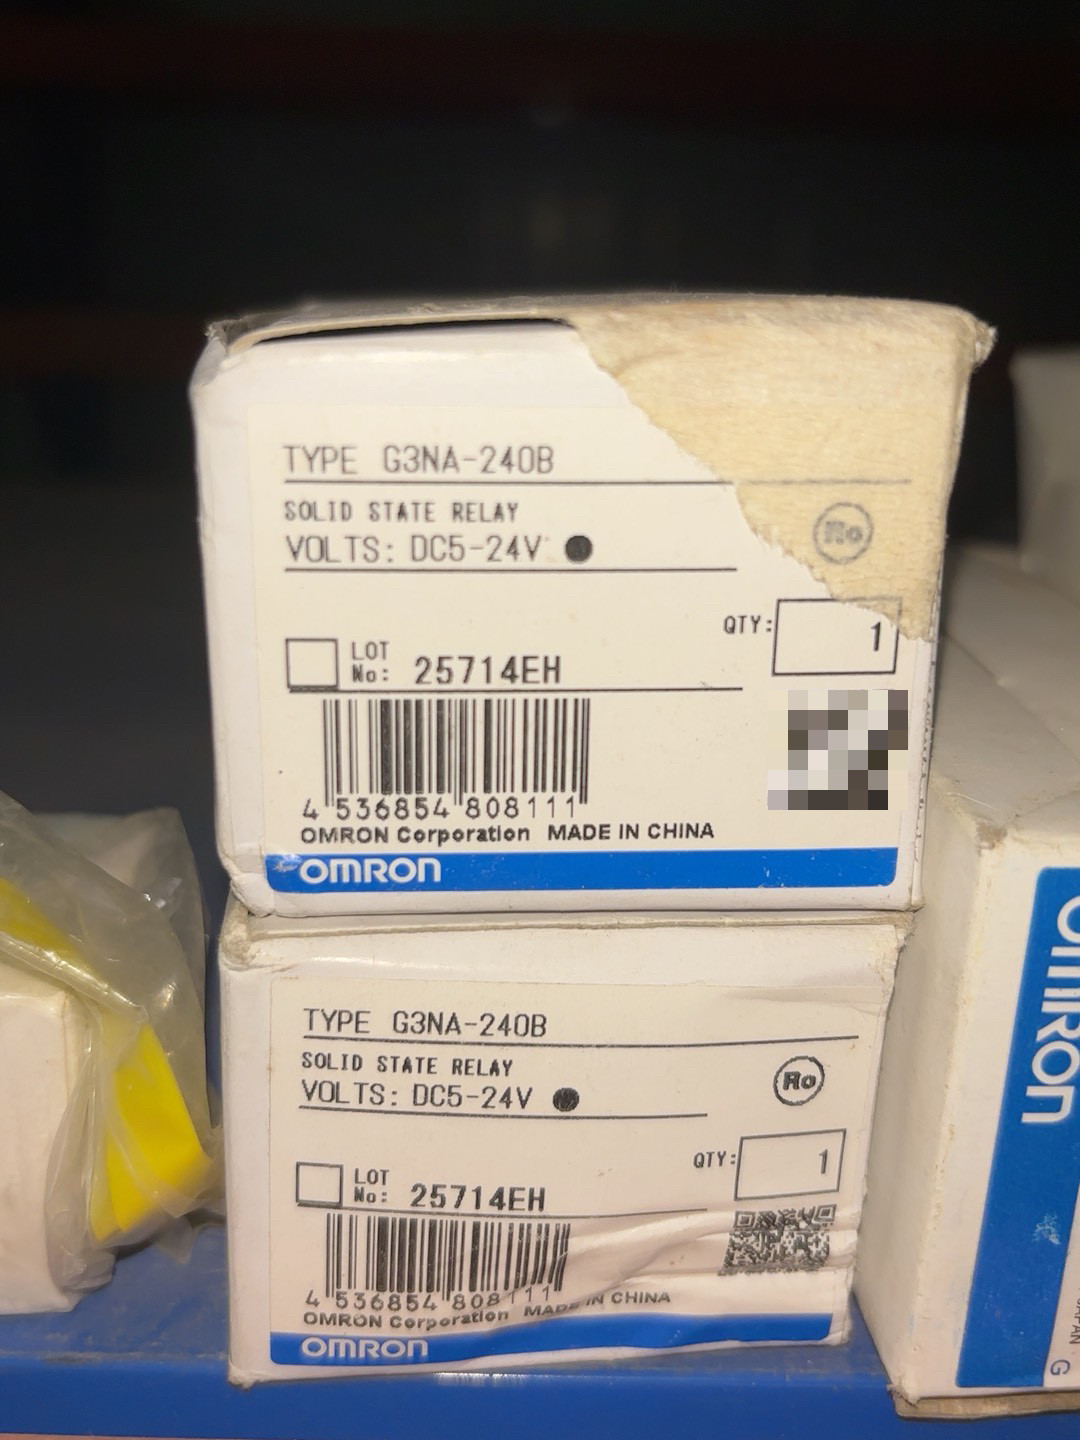 TYPE G3NA-240B
SOLID STATE RELAY
VOLTS: DC5-24V
Ro
QTY: 1
LOT
No: 25714EH
4 536854 808111
OMRON Corporation MADE IN CHINA
OMRON
TYPE G3NA-240B
SOLID STATE RELAY
VOLTS: DC5-24V
Ro
QTY: 1
LOT
No: 25714EH
4 536854 808111
OMRON Corporation MADE IN CHINA
OMRON
OMRON
JAPAN G